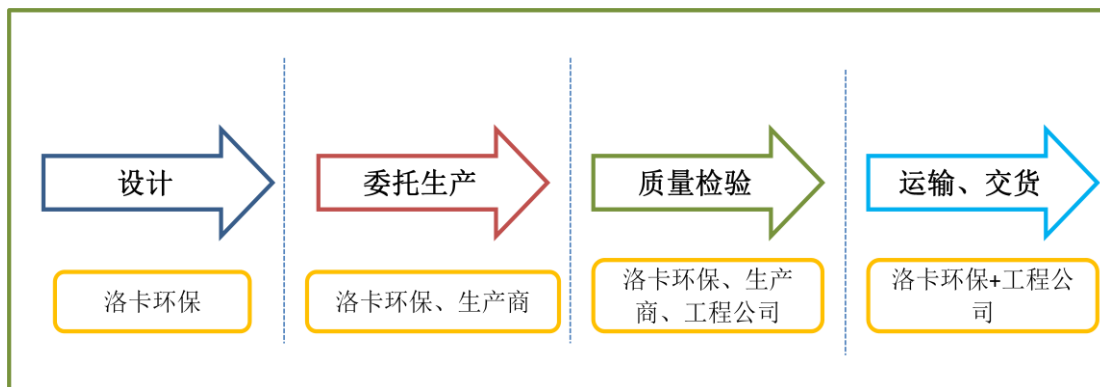 设计
委托生产
质量检验
运输、交货
洛卡环保
洛卡环保、生产商
洛卡环保、生产
商、工程公司
洛卡环保+工程公
司